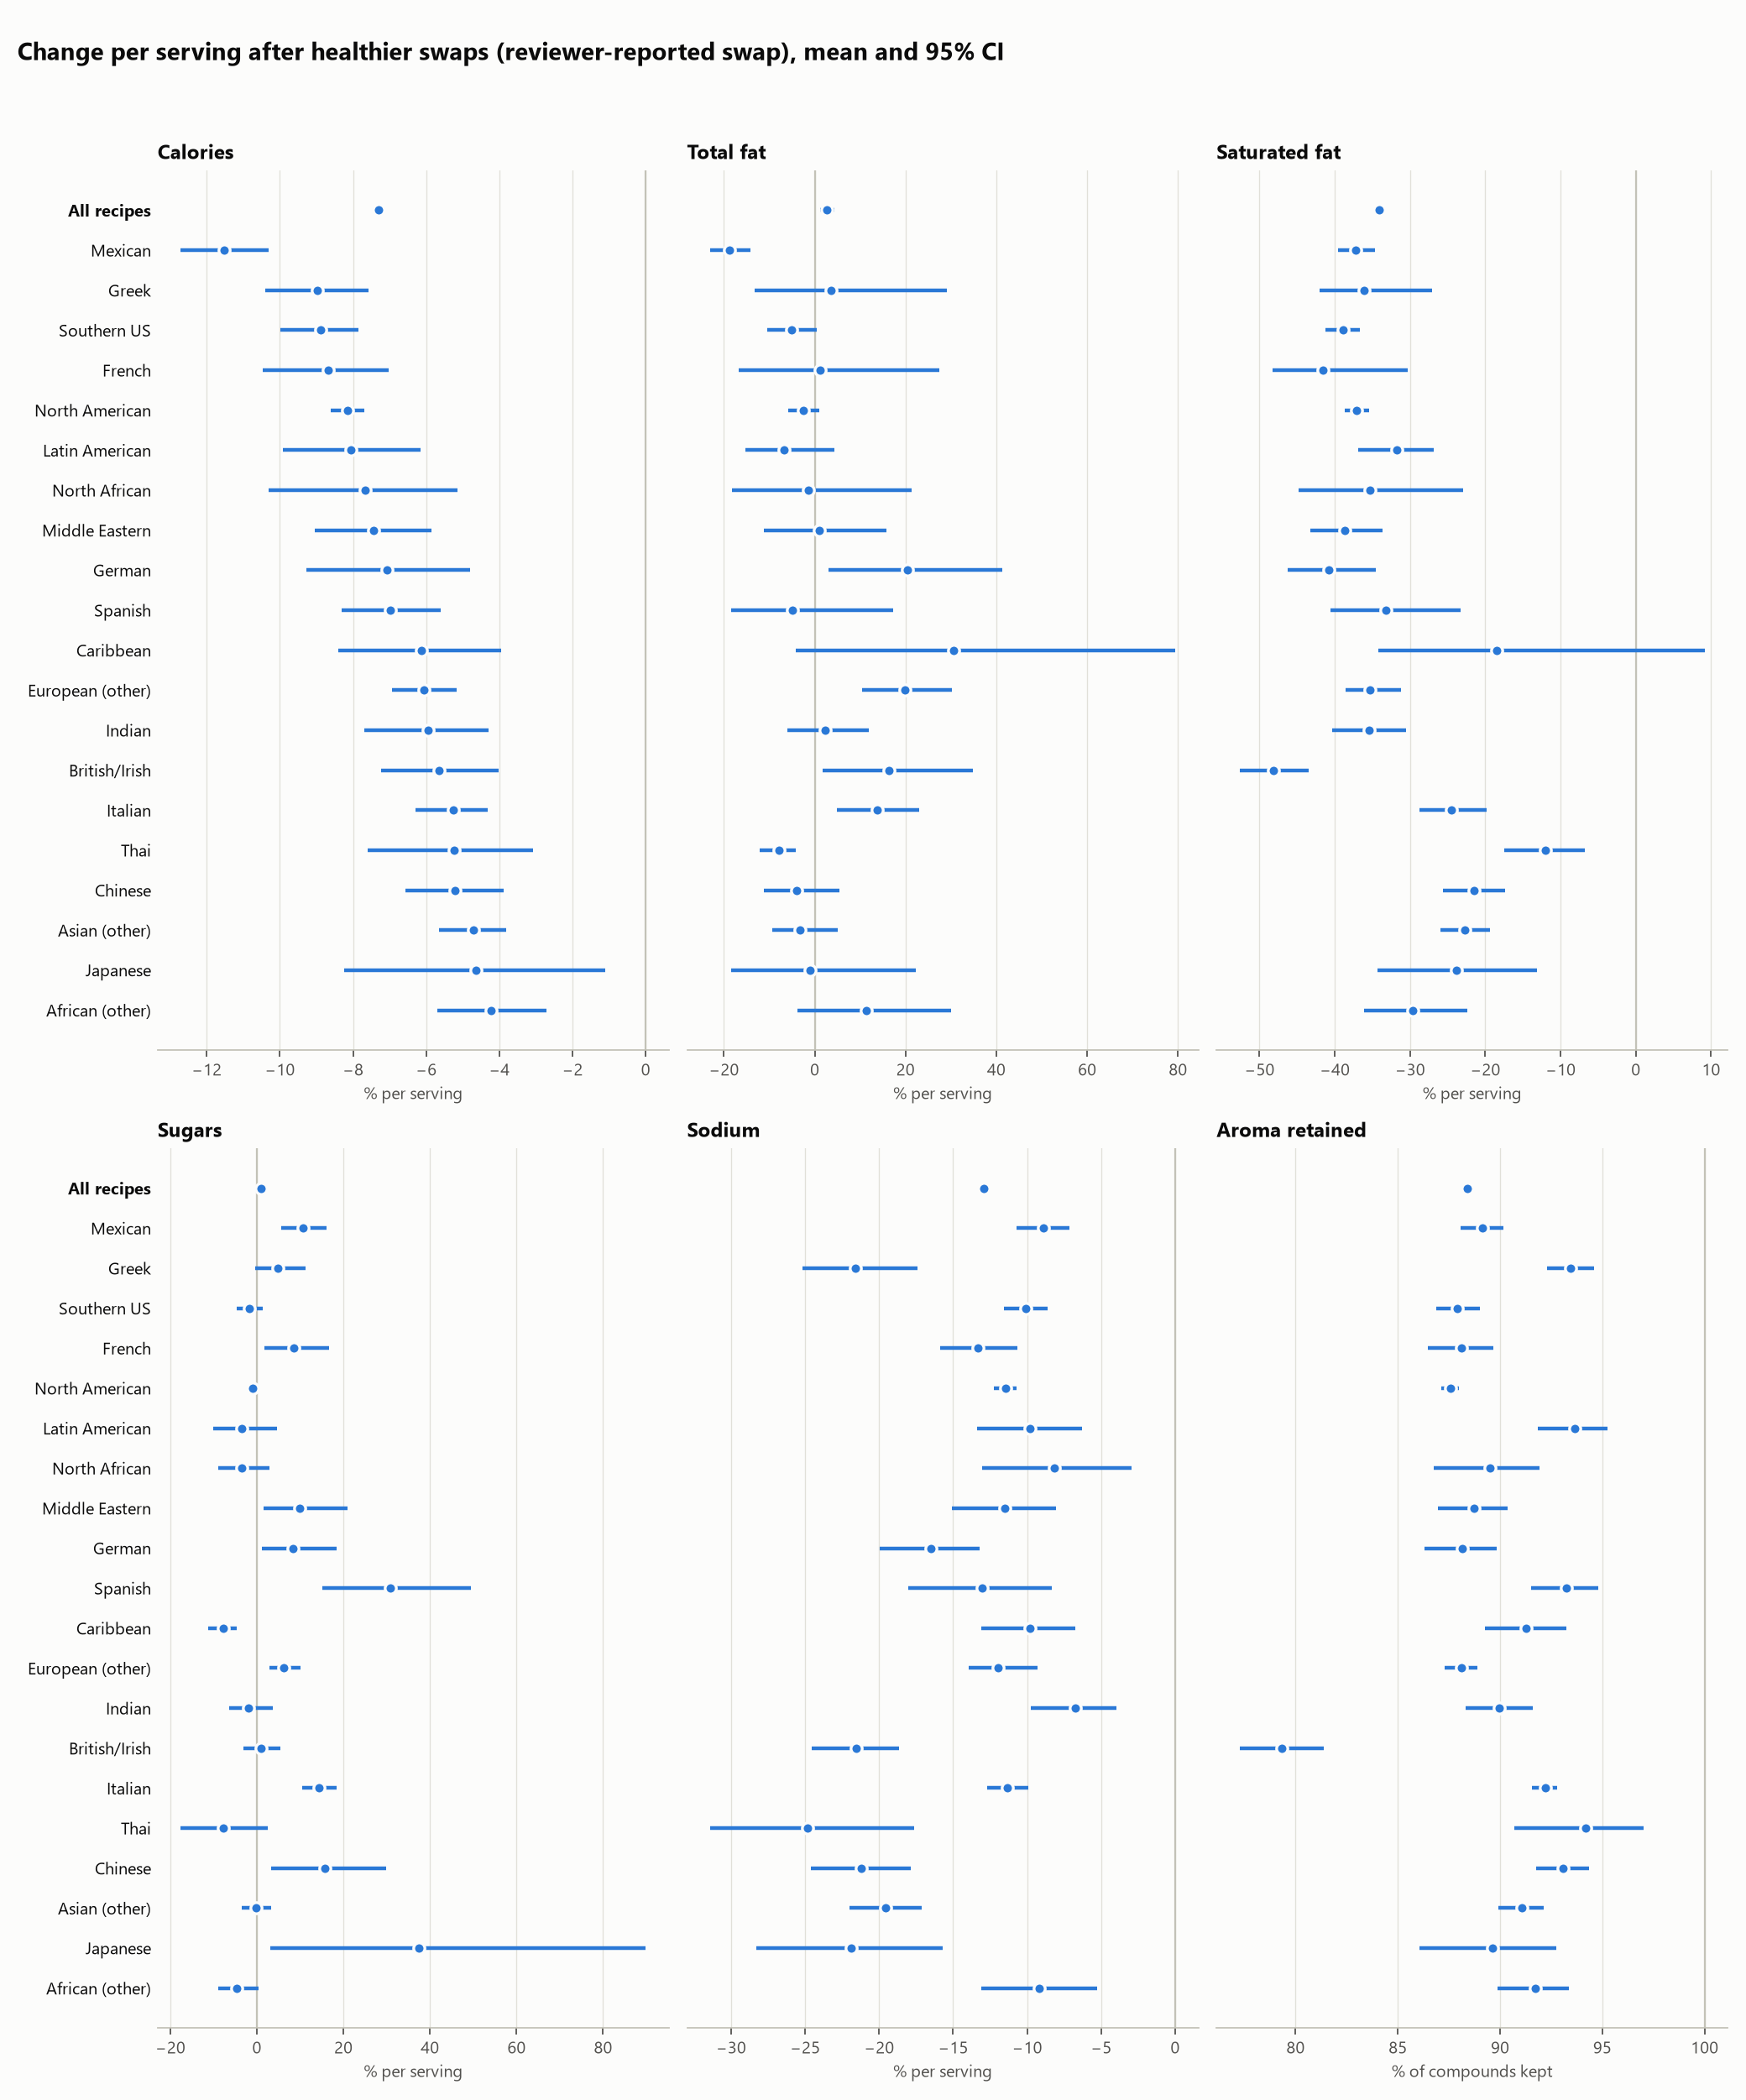 Change per serving after healthier swaps (reviewer-reported swap), mean and 95% CI
Calories
Total fat
Saturated fat
All recipes
Mexican
Greek
Southern US
French
North American
Latin American
North African
Middle Eastern
German
Spanish
Caribbean
European (other)
Indian
British/Irish
Italian
Thai
Chinese
Asian (other)
Japanese
African (other)
−12 −10 −8 −6 −4 −2 0
−20 0 20 40 60 80
−50 −40 −30 −20 −10 0 10
% per serving
% per serving
% per serving
Sugars
Sodium
Aroma retained
All recipes
Mexican
Greek
Southern US
French
North American
Latin American
North African
Middle Eastern
German
Spanish
Caribbean
European (other)
Indian
British/Irish
Italian
Thai
Chinese
Asian (other)
Japanese
African (other)
−20 0 20 40 60 80
−30 −25 −20 −15 −10 −5 0
80 85 90 95 100
% per serving
% per serving
% of compounds kept